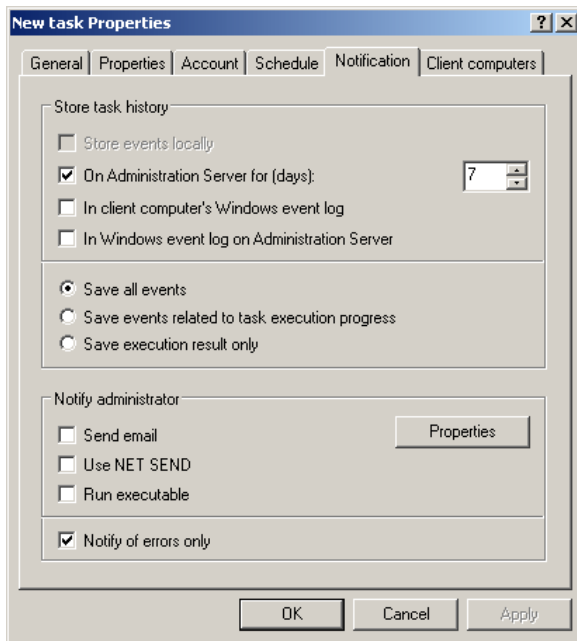 New task Properties
General Properties Account Schedule Notification Client computers
Store task history
Store events locally
On Administration Server for (days): 7
In client computer's Windows event log
In Windows event log on Administration Server
Save all events
Save events related to task execution progress
Save execution result only
Notify administrator
Send email Properties
Use NET SEND
Run executable
Notify of errors only
OK Cancel Apply